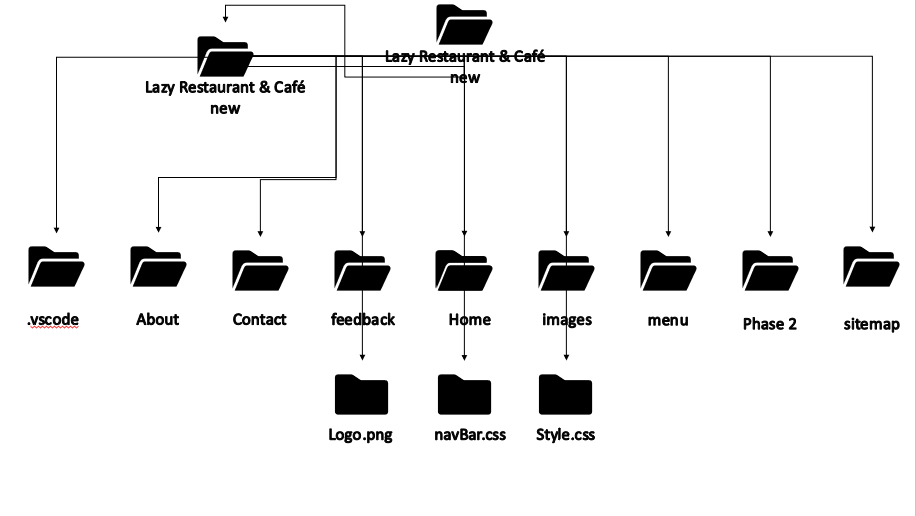 Lazy Restaurant & Café
new
Lazy Restaurant & Café
new
.vscode
About
Contact
feedback
Home
images
menu
Phase 2
sitemap
Logo.png
navBar.css
Style.css